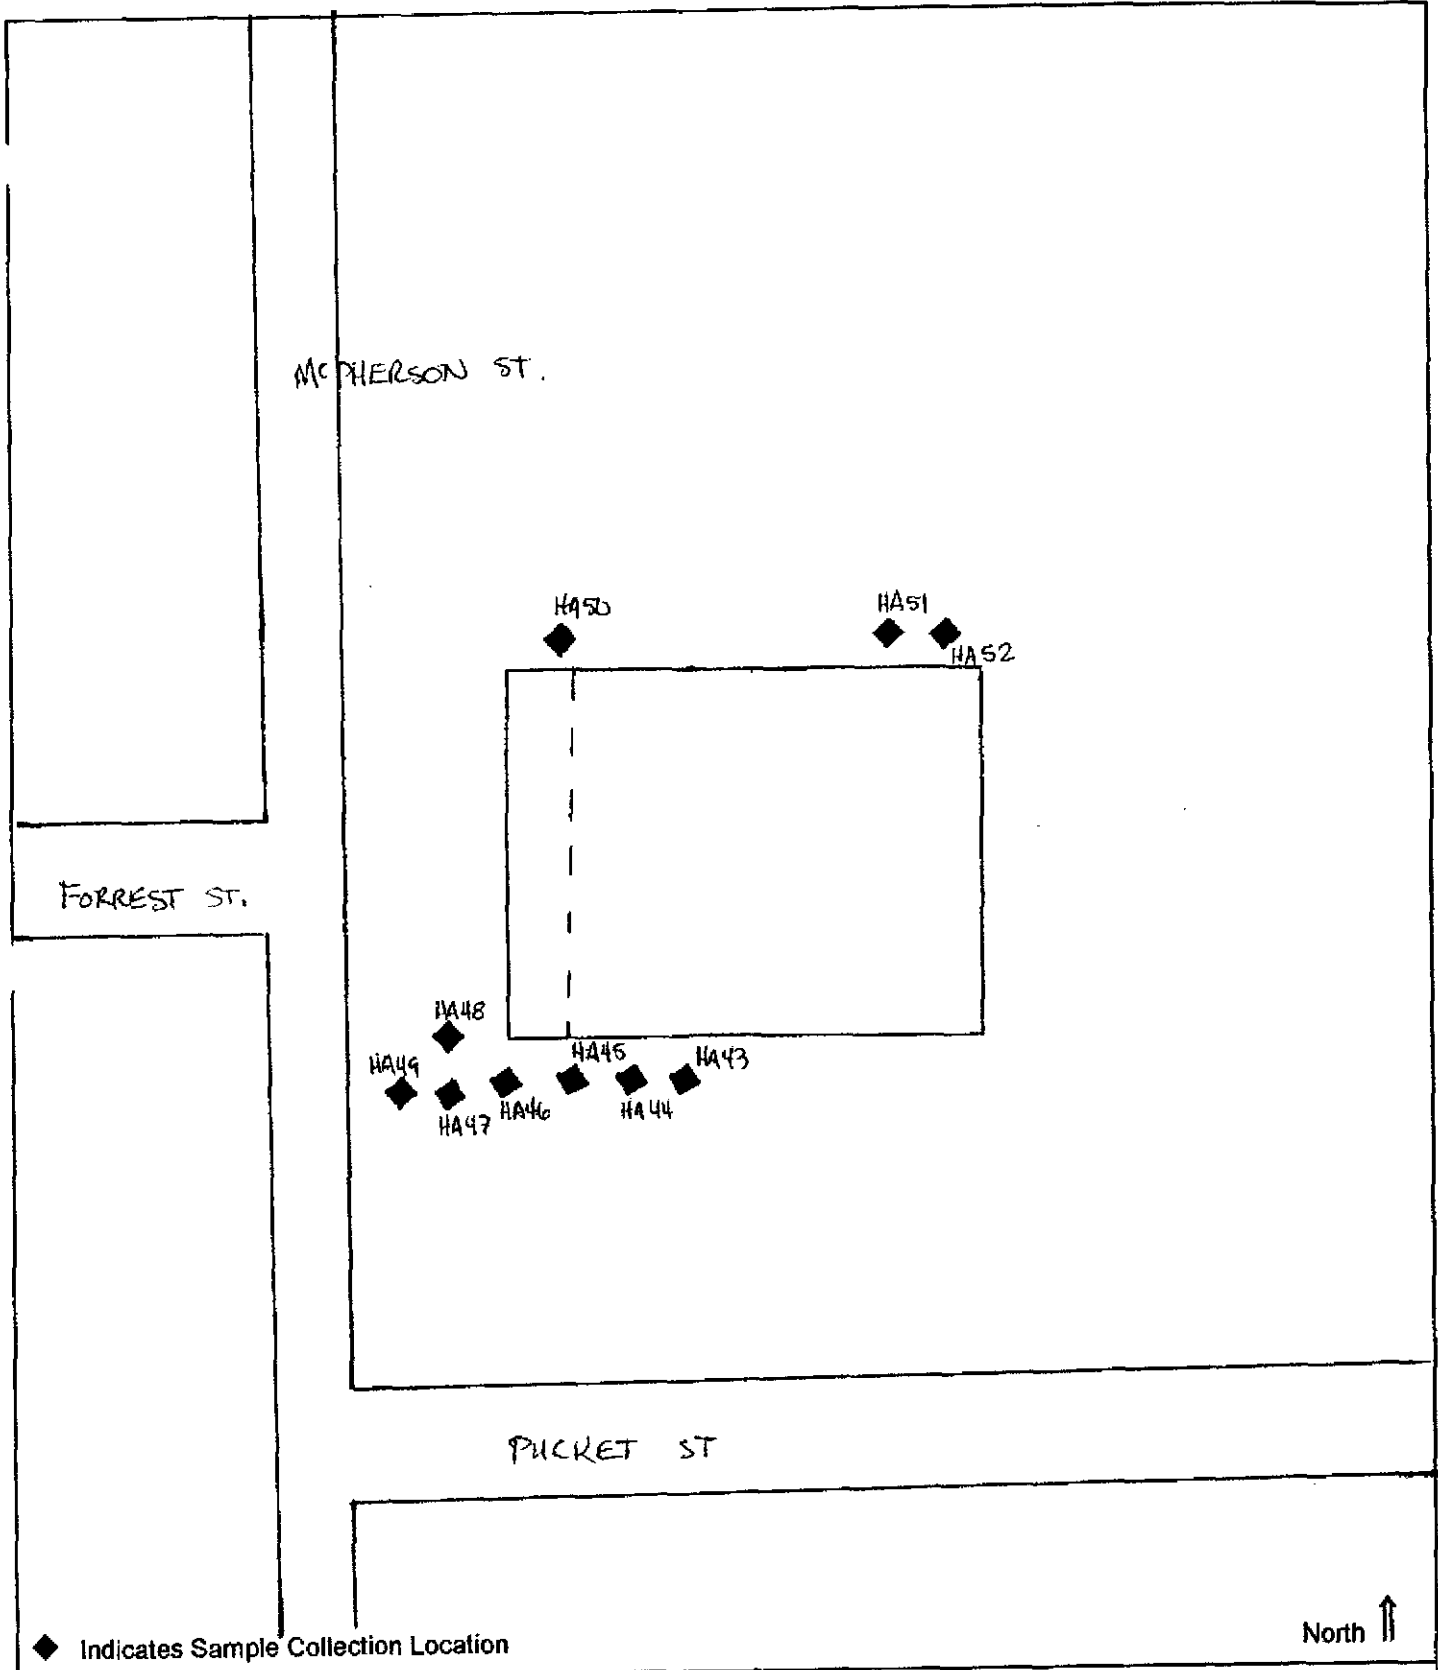 McPHERSON ST.
HA50
HA51
HA52
FORREST ST.
HA48
HA45
HA43
HA49
HA46
HA44
HA47
PUCKET ST
Indicates Sample Collection Location
North